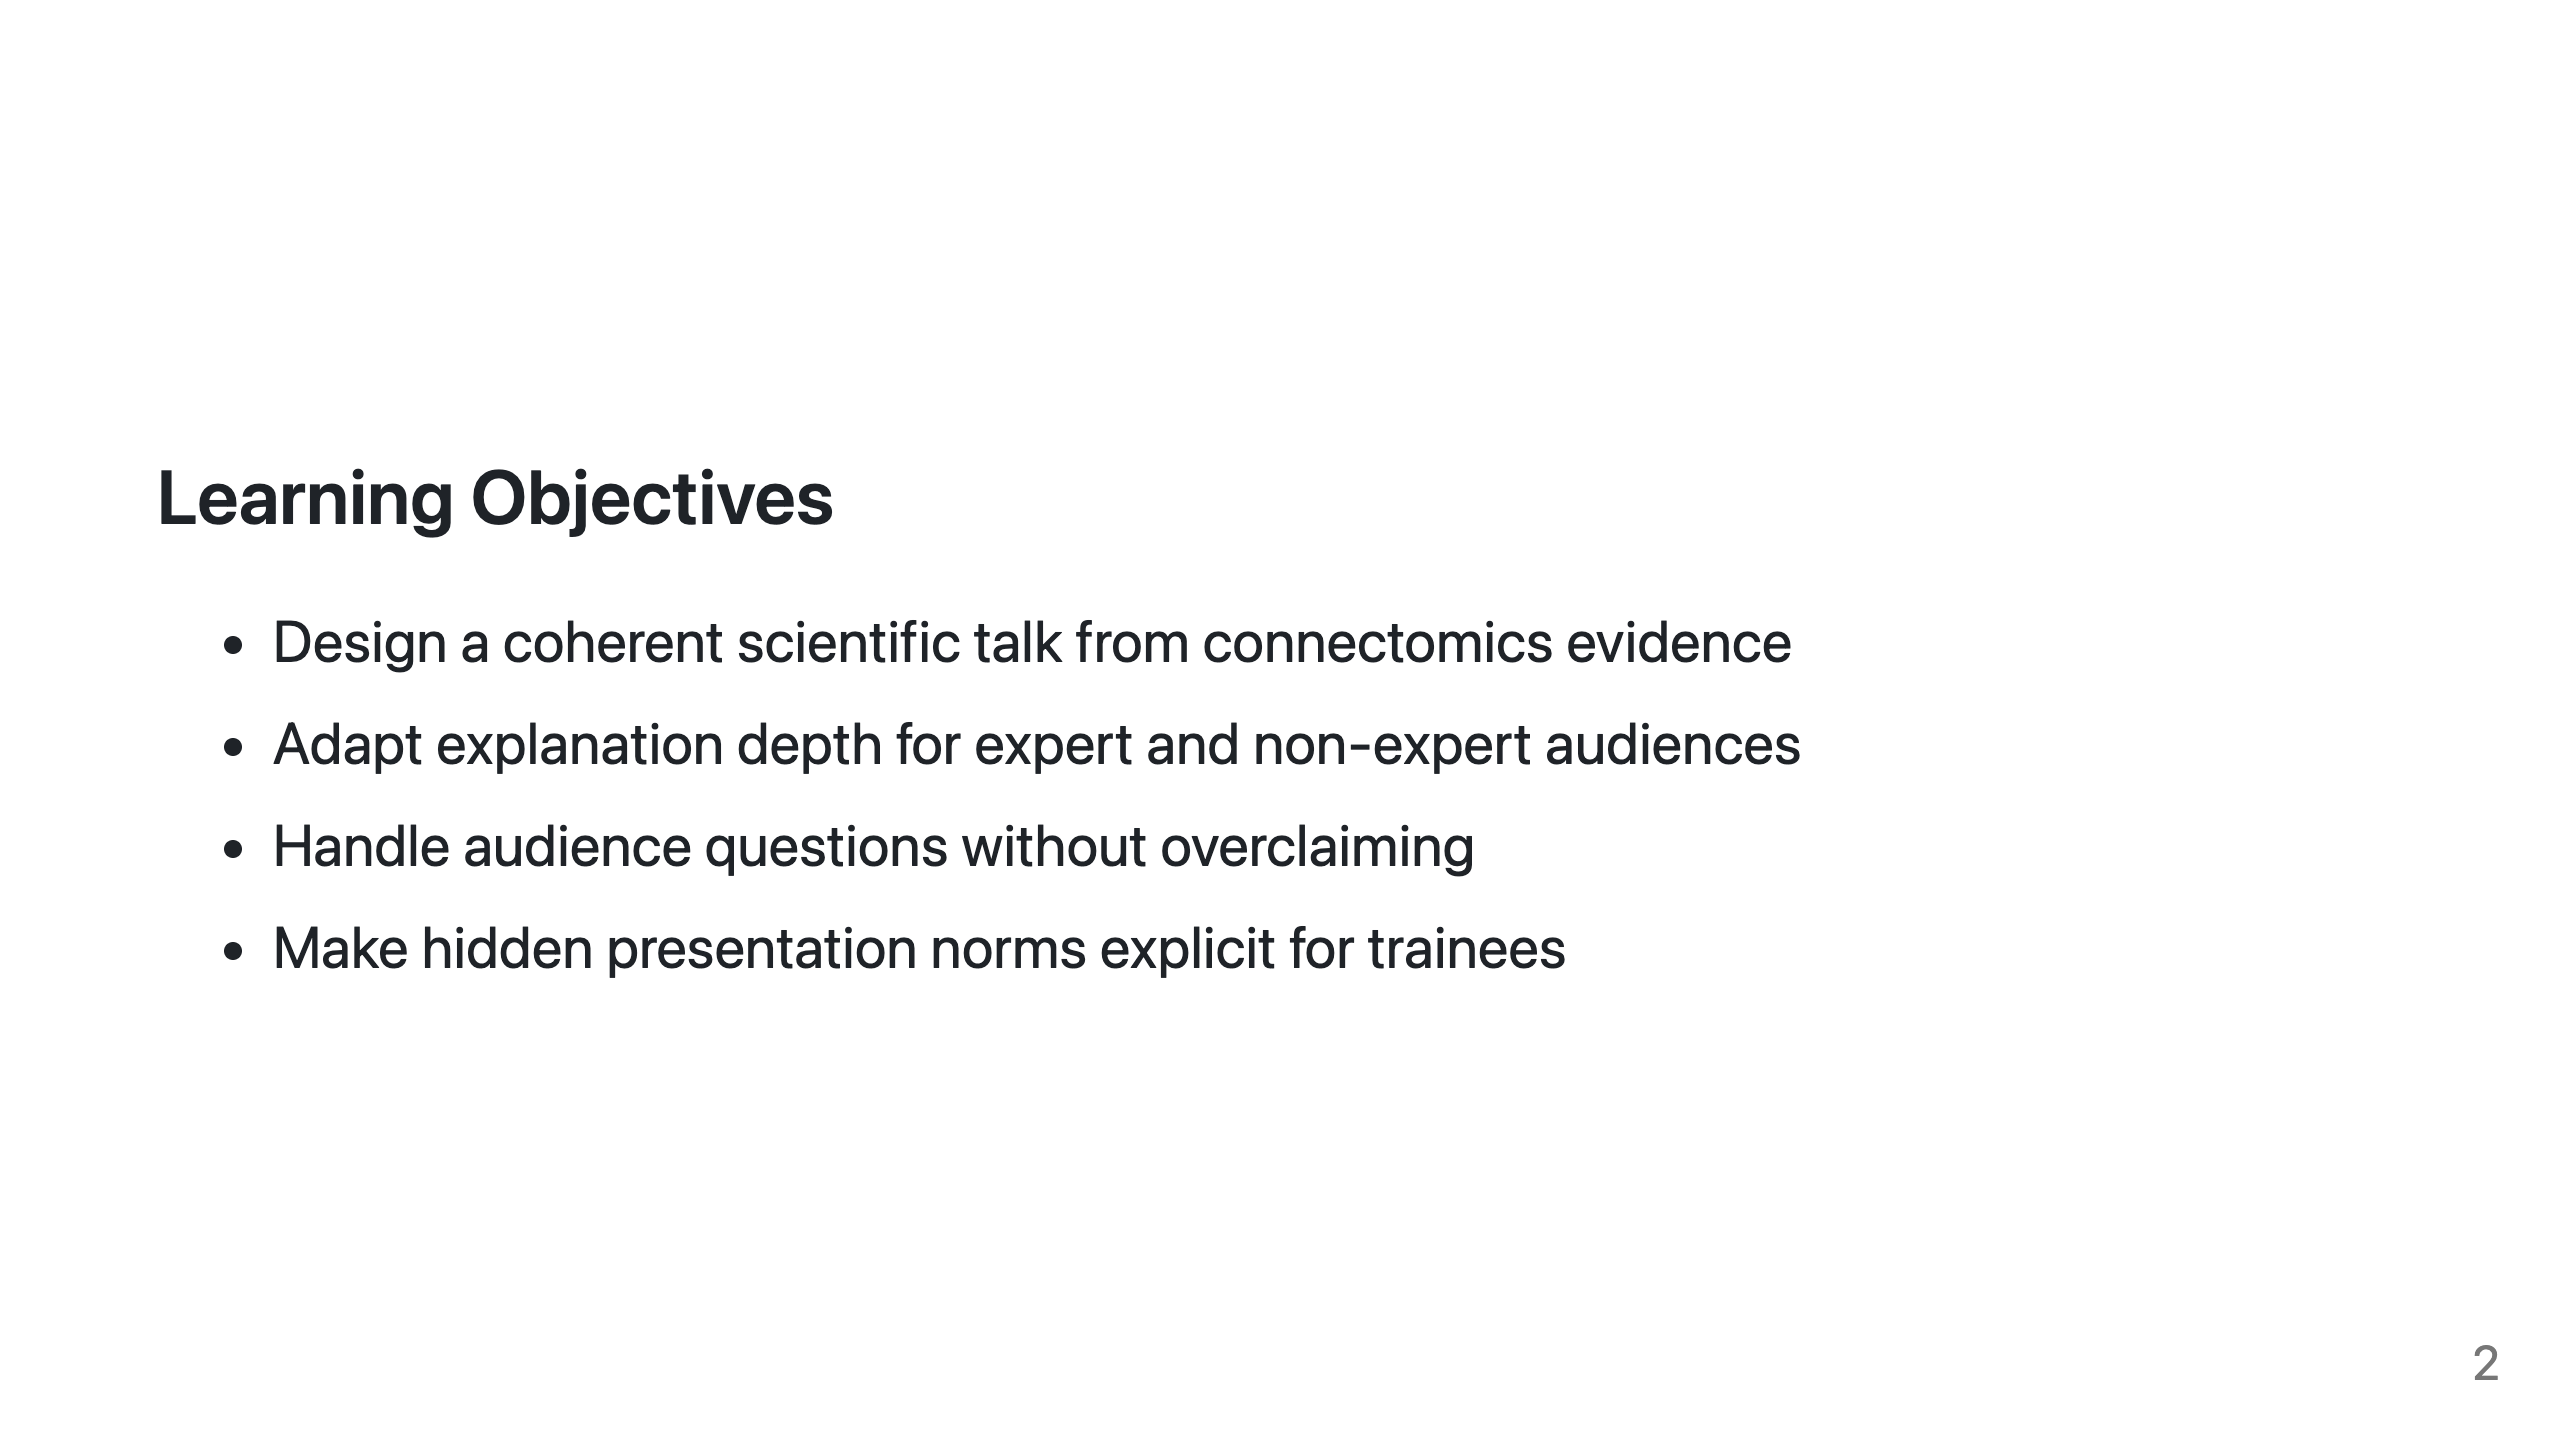 Learning Objectives
• Design a coherent scientific talk from connectomics evidence
• Adapt explanation depth for expert and non-expert audiences
• Handle audience questions without overclaiming
• Make hidden presentation norms explicit for trainees
2